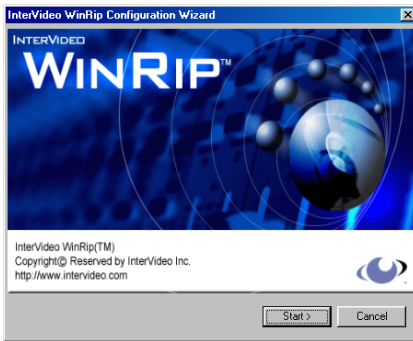 InterVideo WinRip Configuration Wizard
INTERVIDEO
WINRIP™
InterVideo WinRip(TM)
Copyright© Reserved by InterVideo Inc.
http://www.intervideo.com
Start >
Cancel